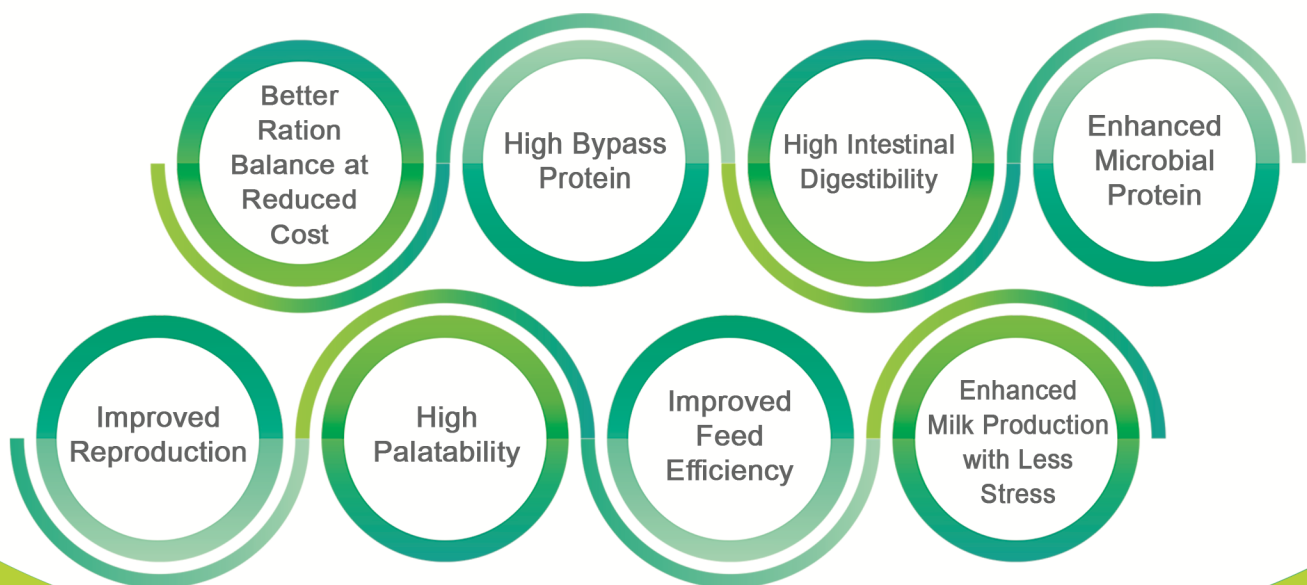 Better
Ration
Balance at
Reduced
Cost
High Bypass
Protein
High Intestinal
Digestibility
Enhanced
Microbial
Protein
Improved
Reproduction
High
Palatability
Improved
Feed
Efficiency
Enhanced
Milk Production
with Less
Stress